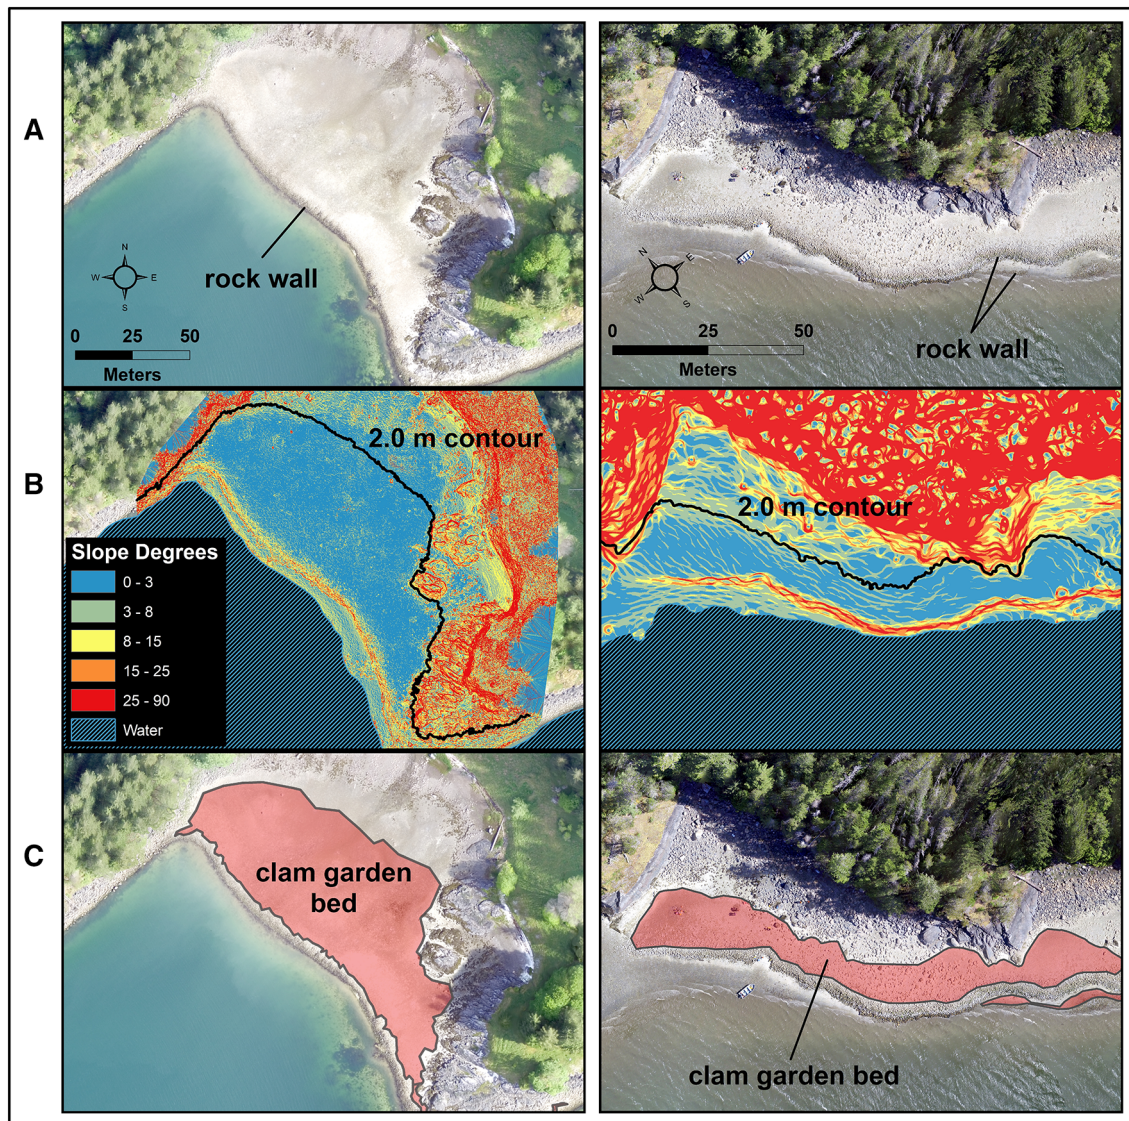 A
rock wall
N
W E
S
0 25 50
Meters
rock wall
N
E
W
S
0 25 50
Meters
B
2.0 m contour
Slope Degrees
0 - 3
3 - 8
8 - 15
15 - 25
25 - 90
Water
2.0 m contour
C
clam garden
bed
clam garden bed